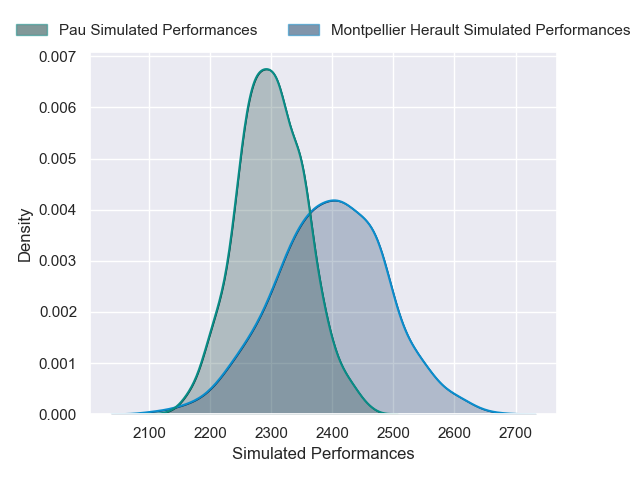 Pau Simulated Performances
Montpellier Herault Simulated Performances
0.007
0.006
0.005
0.004
0.003
0.002
0.001
0.000
Density
2100 2200 2300 2400 2500 2600 2700
Simulated Performances